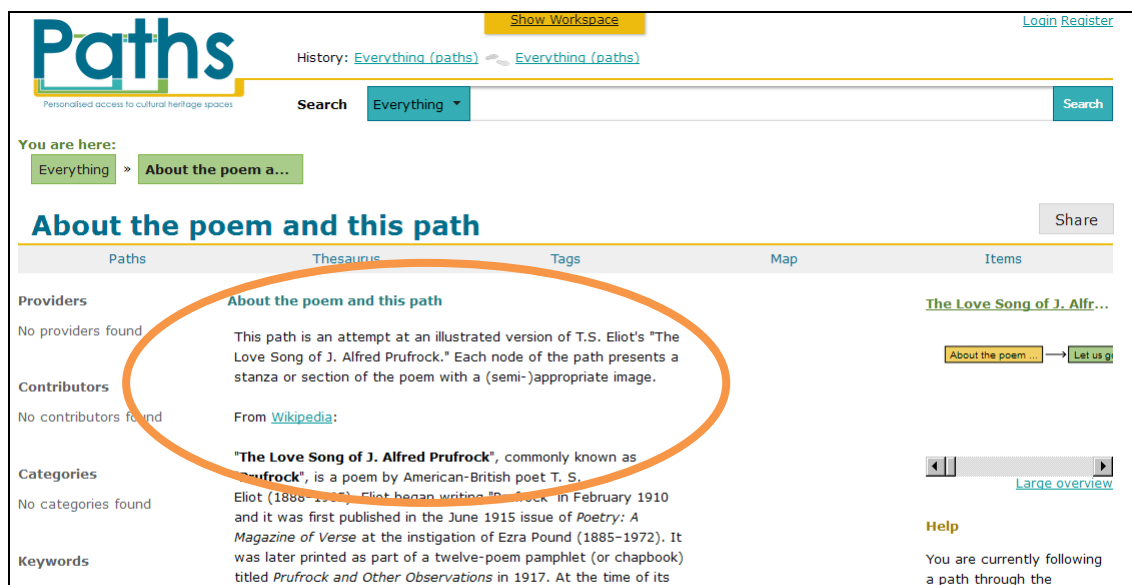 Show Workspace
Login Register
Paths
Personalised access to cultural heritage spaces
History: Everything (paths) Everything (paths)
Search Everything Search
You are here:
Everything » About the poem a...
About the poem and this path
Share
Paths Thesaurus Tags Map Items
Providers
No providers found
Contributors
No contributors found
Categories
No categories found
Keywords
About the poem and this path
This path is an attempt at an illustrated version of T.S. Eliot's "The
Love Song of J. Alfred Prufrock." Each node of the path presents a
stanza or section of the poem with a (semi-)appropriate image.
From Wikipedia:
"The Love Song of J. Alfred Prufrock", commonly known as
"Prufrock", is a poem by American-British poet T. S.
Eliot (1888–1965). Eliot began writing "Prufrock" in February 1910
and it was first published in the June 1915 issue of Poetry: A
Magazine of Verse at the instigation of Ezra Pound (1885–1972). It
was later printed as part of a twelve-poem pamphlet (or chapbook)
titled Prufrock and Other Observations in 1917. At the time of its
The Love Song of J. Alfr...
About the poem ... Let us g
Large overview
Help
You are currently following
a path through the